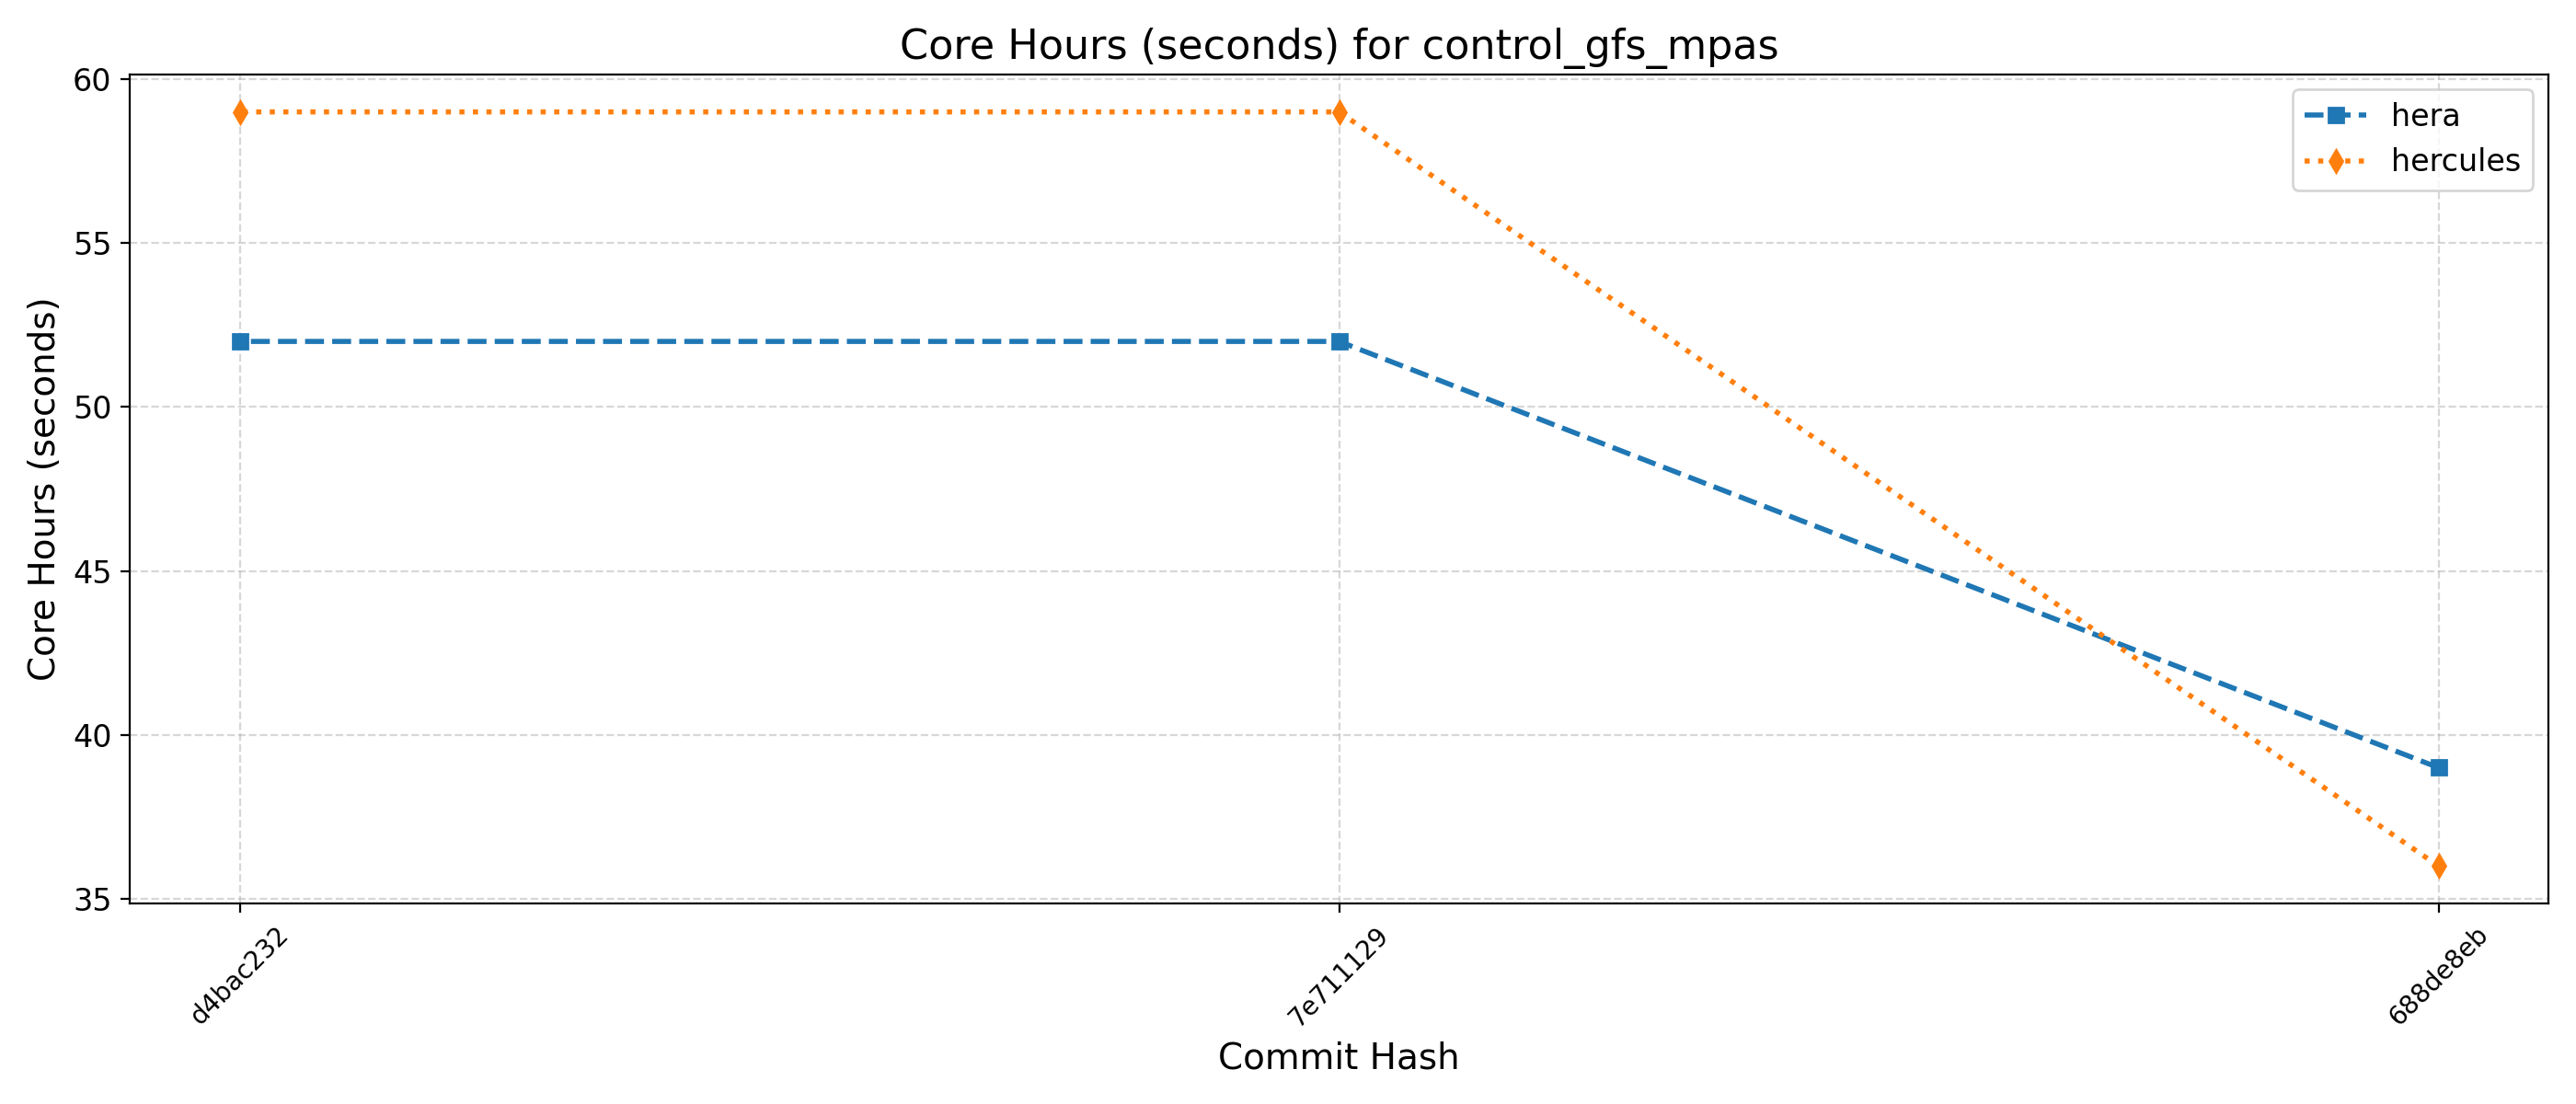 Core Hours (seconds) for control_gfs_mpas
Core Hours (seconds)
60
55
50
45
40
35
hera
hercules
d4bac232
7e711129
688de8eb
Commit Hash